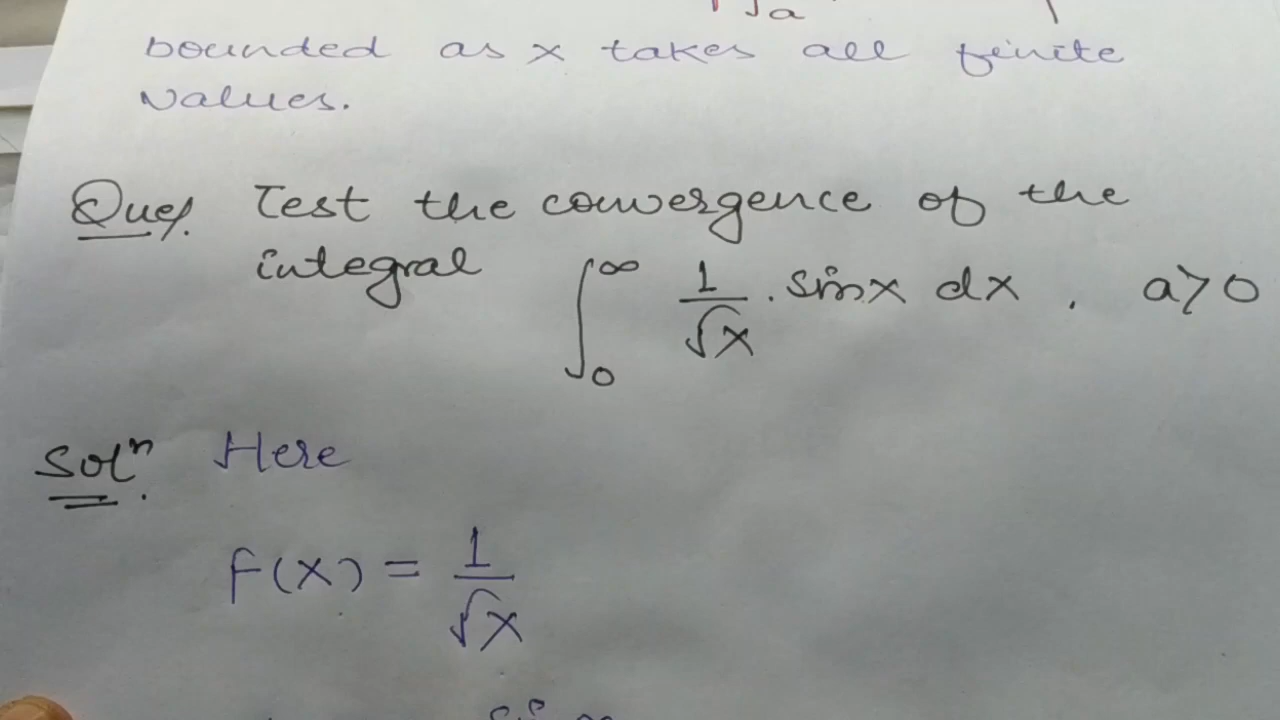 ∫a
bounded as x takes all finite
values.
Ques. Test the convergence of the
integral ∫₀^∞ 1/√x . sinx dx , a>0
Solⁿ. Here
f(x) = 1/√x